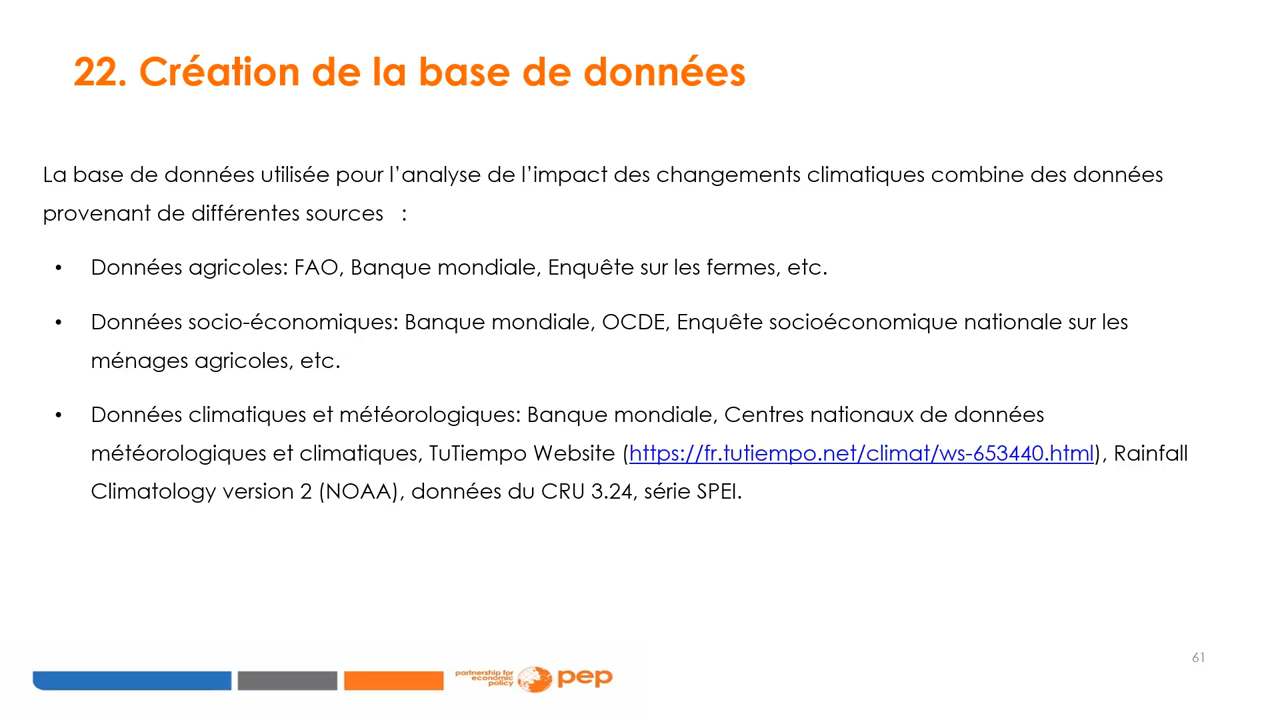 22. Création de la base de données
La base de données utilisée pour l’analyse de l’impact des changements climatiques combine des données
provenant de différentes sources :
• Données agricoles: FAO, Banque mondiale, Enquête sur les fermes, etc.
• Données socio-économiques: Banque mondiale, OCDE, Enquête socioéconomique nationale sur les
ménages agricoles, etc.
• Données climatiques et météorologiques: Banque mondiale, Centres nationaux de données
météorologiques et climatiques, TuTiempo Website (https://fr.tutiempo.net/climat/ws-653440.html), Rainfall
Climatology version 2 (NOAA), données du CRU 3.24, série SPEI.
61
partnership for
economic
policy
pep